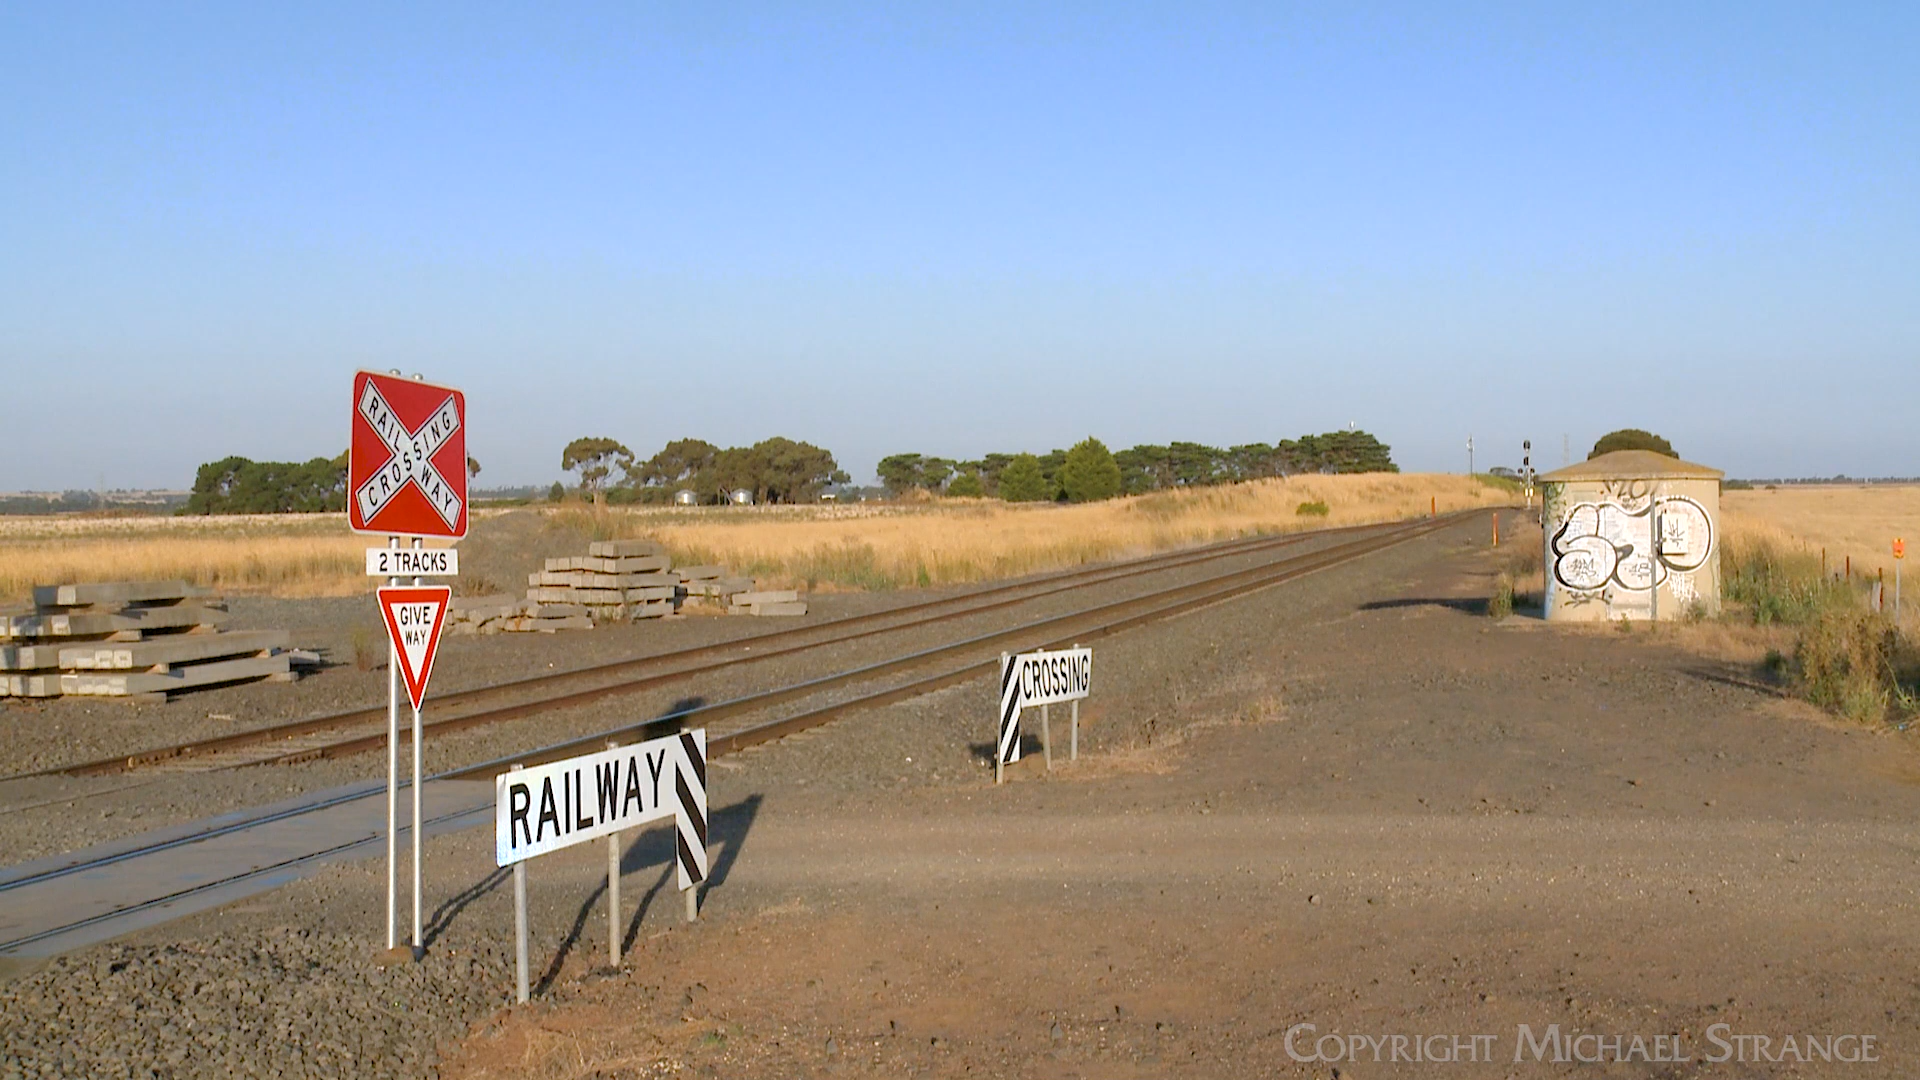 RAILWAY
CROSSING
2 TRACKS
GIVE
WAY
RAILWAY
CROSSING
COPYRIGHT MICHAEL STRANGE